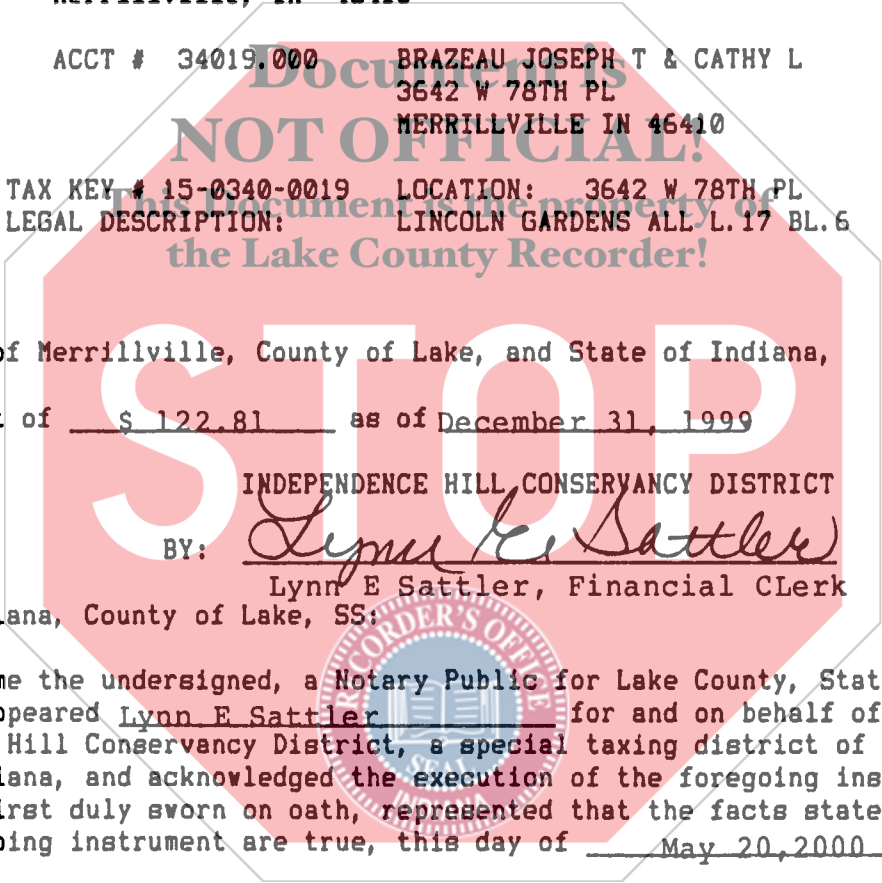 ACCT # 34019.000 BRAZEAU JOSEPH T & CATHY L
3642 W 78TH PL
MERRILLVILLE IN 46410
Document is
NOT OFFICIAL!
This Document is the property of
the Lake County Recorder!
TAX KEY # 15-0340-0019 LOCATION: 3642 W 78TH PL
LEGAL DESCRIPTION: LINCOLN GARDENS ALL L.17 BL.6
STOP
of Merrillville, County of Lake, and State of Indiana,
of $ 122.81 as of December 31, 1999
INDEPENDENCE HILL CONSERVANCY DISTRICT
BY: Lynn E Sattler
Lynn E Sattler, Financial CLerk
iana, County of Lake, SS:
RECORDER'S OFFICE
SEAL
me the undersigned, a Notary Public for Lake County, Stat
ppeared Lynn E Sattler for and on behalf of
Hill Conservancy District, a special taxing district of
iana, and acknowledged the execution of the foregoing ins
irst duly sworn on oath, represented that the facts state
oing instrument are true, this day of May 20,2000